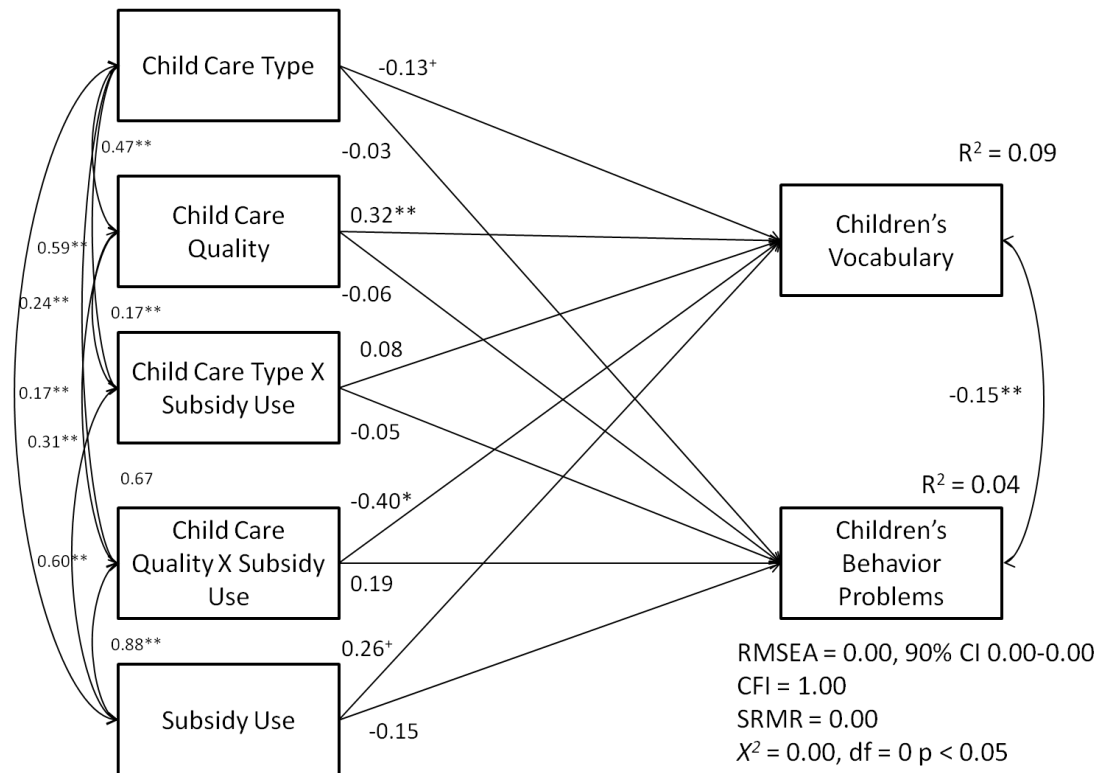 Child Care Type
-0.13⁺
0.47**
-0.03
R² = 0.09
Child Care
Quality
0.32**
Children’s
Vocabulary
0.59**
0.24**
-0.06
0.17**
Child Care Type X
Subsidy Use
0.08
0.17**
-0.15**
0.31**
-0.05
0.67
R² = 0.04
-0.40*
Child Care
Quality X Subsidy
Use
Children’s
Behavior
Problems
0.60**
0.19
0.88**
0.26⁺
Subsidy Use
-0.15
RMSEA = 0.00, 90% CI 0.00-0.00
CFI = 1.00
SRMR = 0.00
X² = 0.00, df = 0 p < 0.05